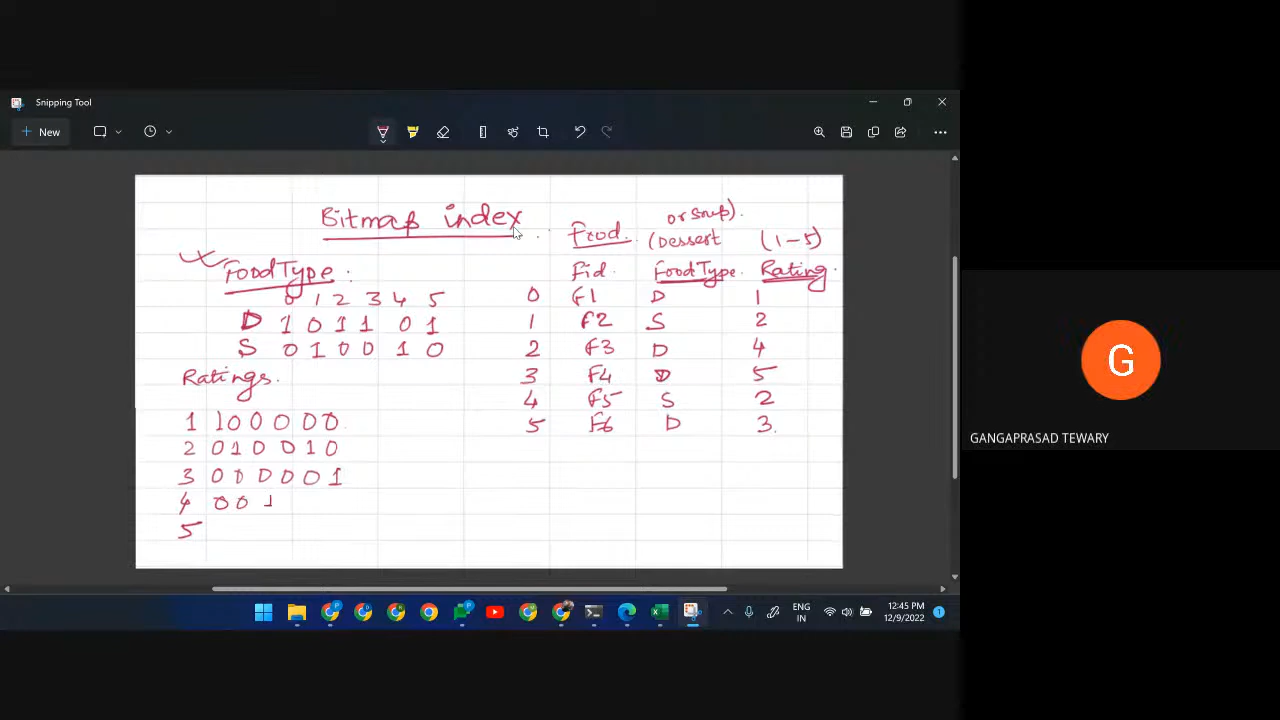 Snipping Tool
New
Bitmap index
FoodType :
0 1 2 3 4 5
D 1 0 1 1 0 1
S 0 1 0 0 1 0
Ratings.
1 1 0 0 0 0 0
2 0 1 0 0 1 0
3 0 0 0 0 0 1
4 0 0 1
5
or Soup).
Food. (Dessert (1-5)
Fid. FoodType. Rating.
0 F1 D 1
1 F2 S 2
2 F3 D 4
3 F4 D 5
4 F5 S 2
5 F6 D 3.
G
GANGAPRASAD TEWARY
ENG
IN
12:45 PM
12/9/2022
1